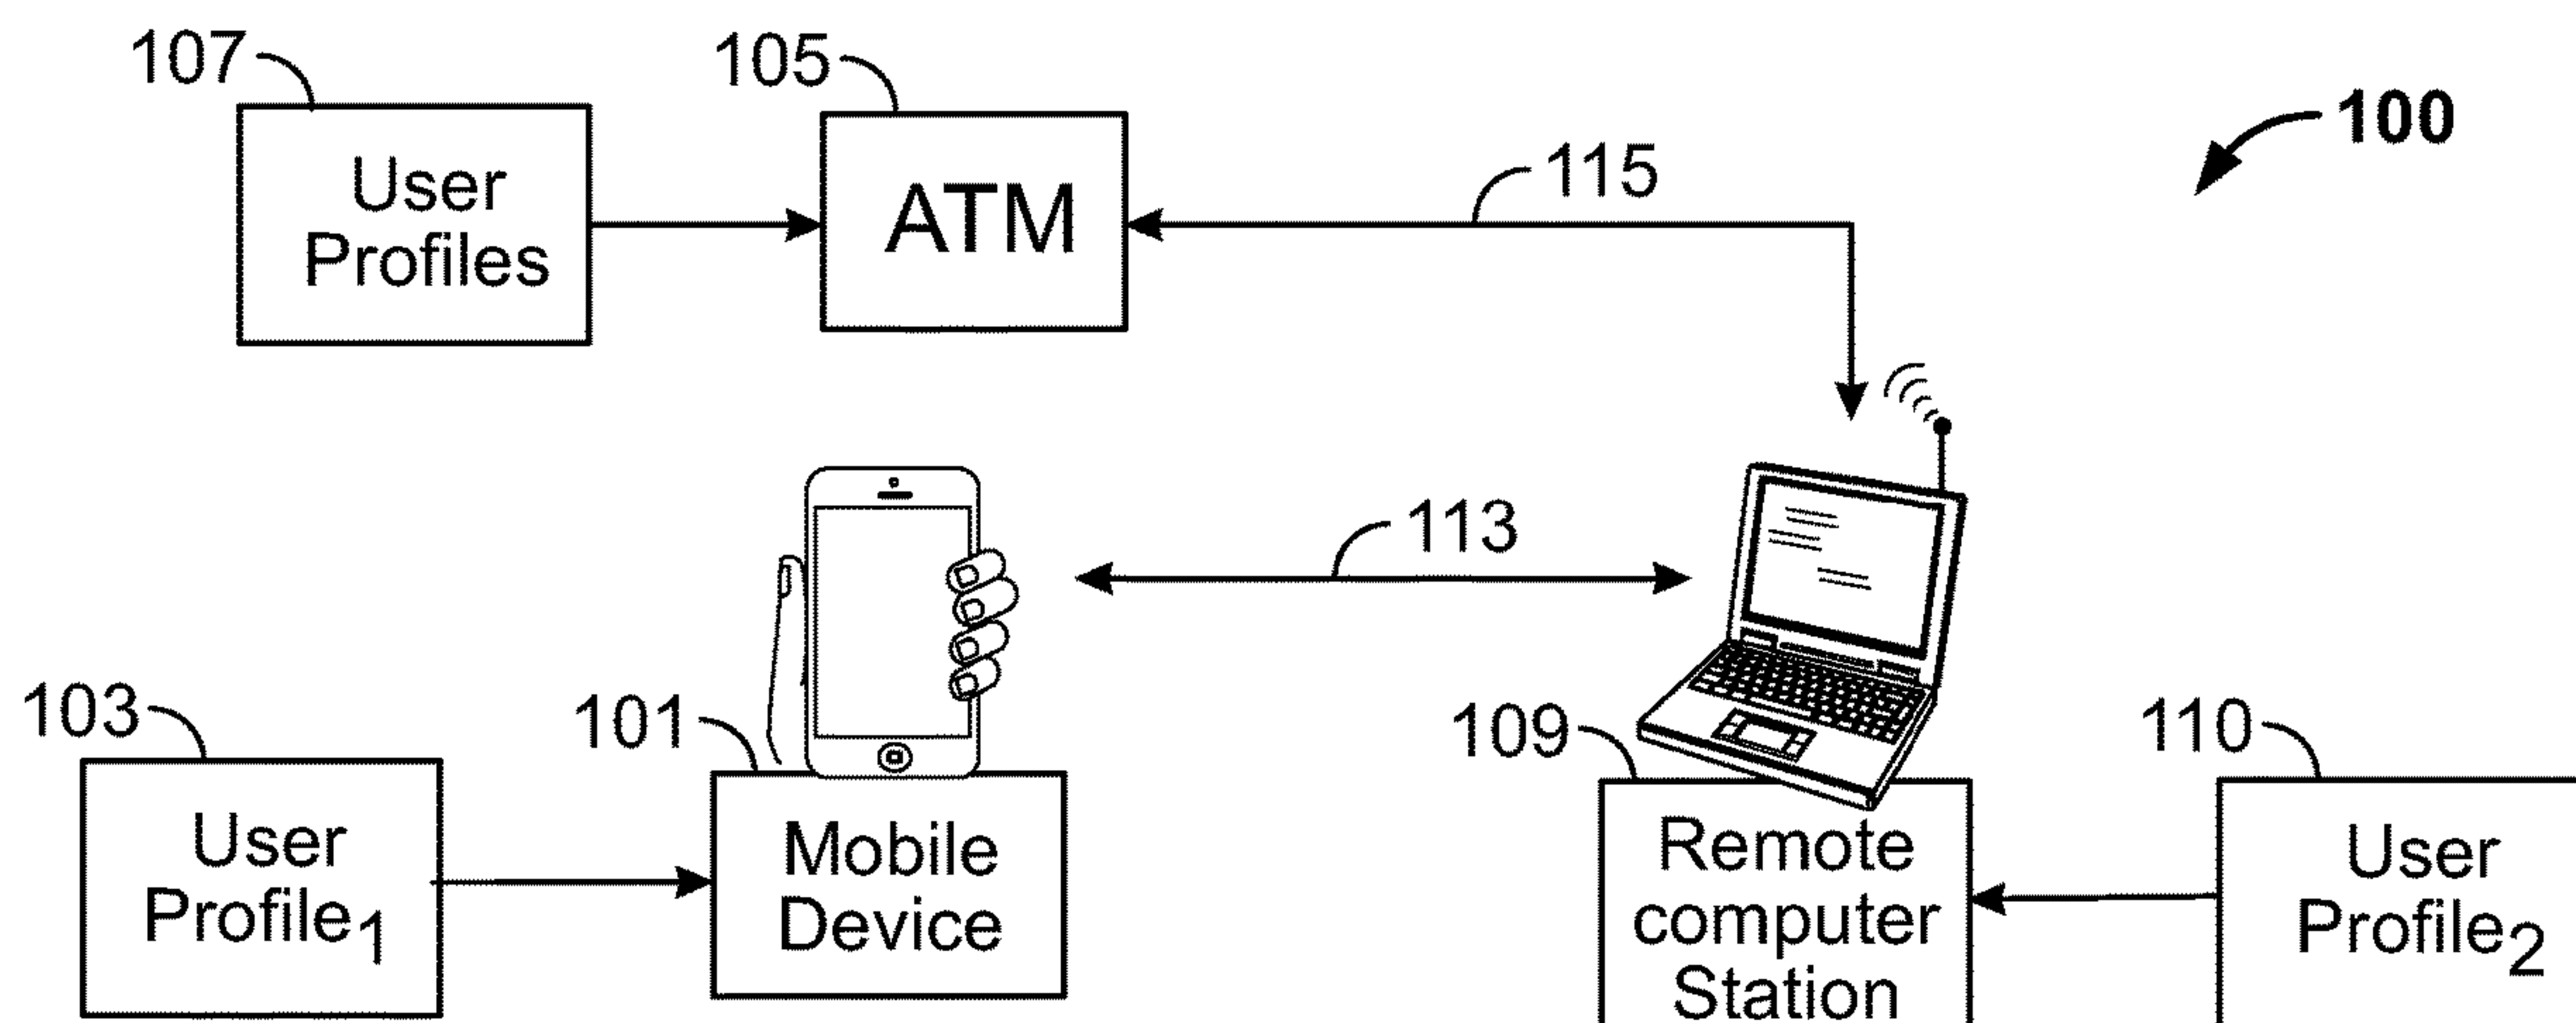 107
105
100
User
Profiles
ATM
115
113
103
101
109
110
User
Profile1
Mobile
Device
Remote
computer
Station
User
Profile2